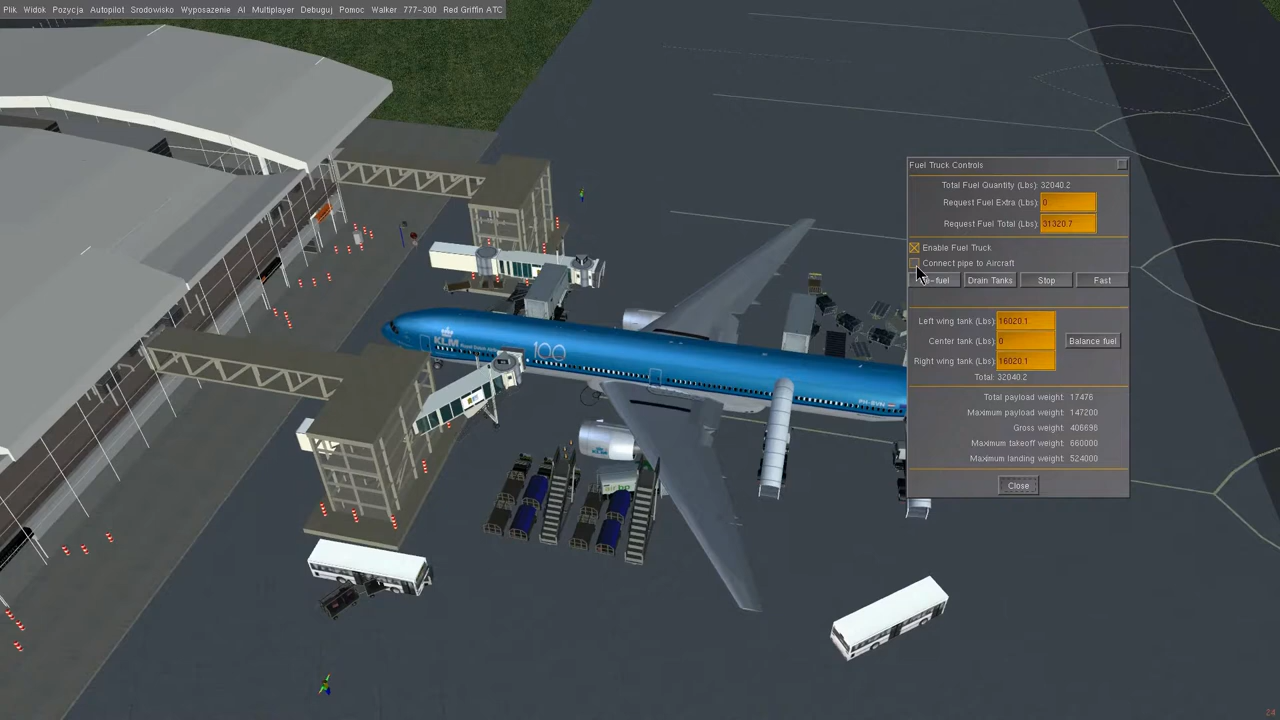 Plik Widok Pozycja Autopilot Srodowisko Wyposazenie AI Multiplayer Debuguj Pomoc Walker 777-300 Red Griffin ATC
Fuel Truck Controls
Total Fuel Quantity (Lbs): 32040.2
Request Fuel Extra (Lbs): 0
Request Fuel Total (Lbs): 31320.7
Enable Fuel Truck
Connect pipe to Aircraft
-fuel Drain Tanks Stop Fast
Left wing tank (Lbs): 16020.1
Center tank (Lbs): 0 Balance fuel
Right wing tank (Lbs): 16020.1
Total: 32040.2
Total payload weight: 17476
Maximum payload weight: 147200
Gross weight: 406698
Maximum takeoff weight: 660000
Maximum landing weight: 524000
Close
KLM
100
24